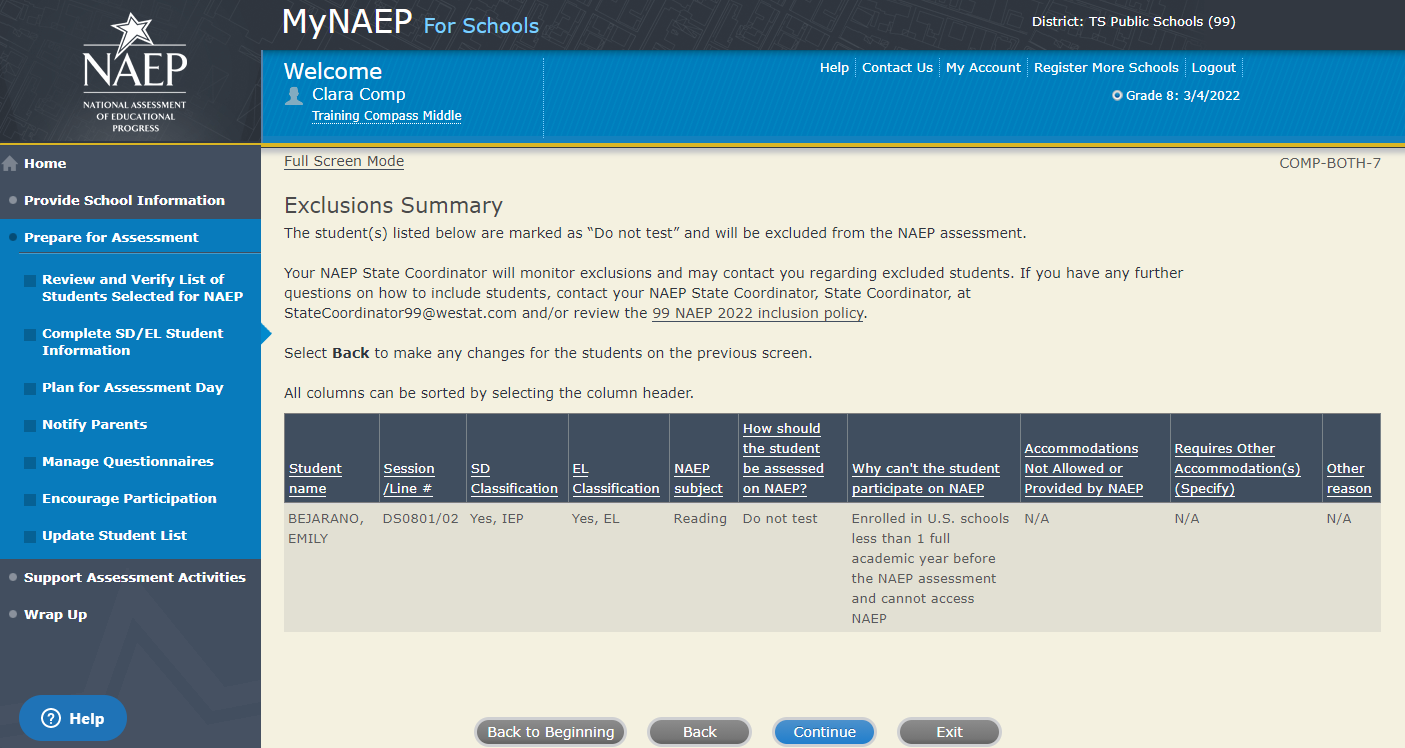 NAEP
NATIONAL ASSESSMENT
OF EDUCATIONAL
PROGRESS
MyNAEP For Schools
District: TS Public Schools (99)
Welcome
Clara Comp
Training Compass Middle
Help Contact Us My Account Register More Schools Logout
Grade 8: 3/4/2022
Home
Provide School Information
Prepare for Assessment
Review and Verify List of
Students Selected for NAEP
Complete SD/EL Student
Information
Plan for Assessment Day
Notify Parents
Manage Questionnaires
Encourage Participation
Update Student List
Support Assessment Activities
Wrap Up
? Help
Full Screen Mode
COMP-BOTH-7
Exclusions Summary
The student(s) listed below are marked as “Do not test” and will be excluded from the NAEP assessment.
Your NAEP State Coordinator will monitor exclusions and may contact you regarding excluded students. If you have any further
questions on how to include students, contact your NAEP State Coordinator, State Coordinator, at
StateCoordinator99@westat.com and/or review the 99 NAEP 2022 inclusion policy.
Select Back to make any changes for the students on the previous screen.
All columns can be sorted by selecting the column header.
Student
name
Session
/Line #
SD
Classification
EL
Classification
NAEP
subject
How should
the student
be assessed
on NAEP?
Why can't the student
participate on NAEP
Accommodations
Not Allowed or
Provided by NAEP
Requires Other
Accommodation(s)
(Specify)
Other
reason
BEJARANO,
EMILY
DS0801/02
Yes, IEP
Yes, EL
Reading
Do not test
Enrolled in U.S. schools
less than 1 full
academic year before
the NAEP assessment
and cannot access
NAEP
N/A
N/A
N/A
Back to Beginning
Back
Continue
Exit